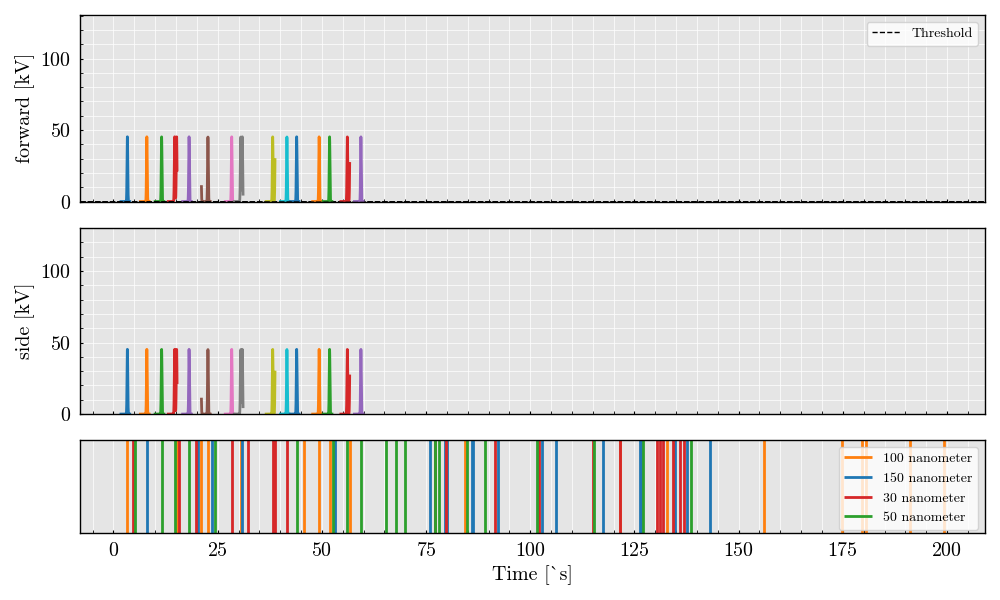 forward [kV]
100
50
0
Threshold
side [kV]
100
50
0
100 nanometer
150 nanometer
30 nanometer
50 nanometer
0 25 50 75 100 125 150 175 200
Time [`s]